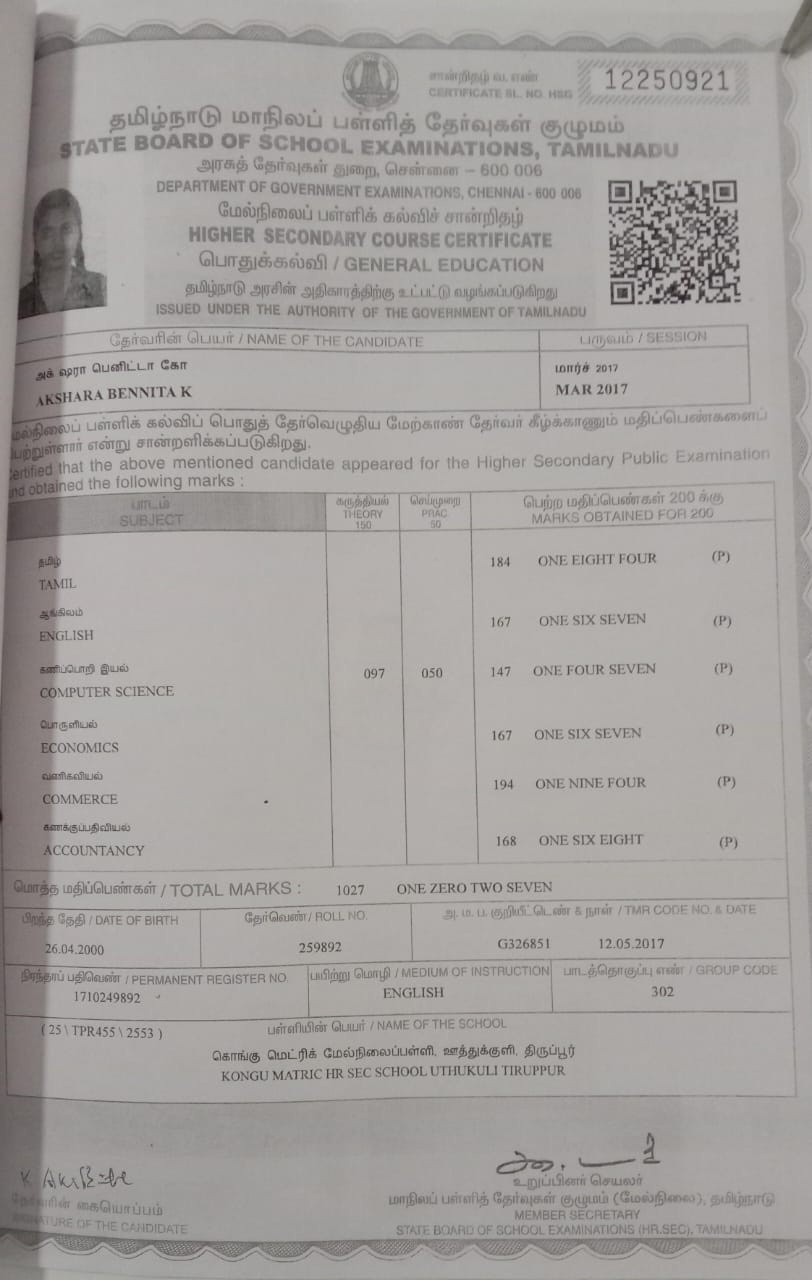 சான்றிதழ் வ. எண்
CERTIFICATE SL. NO. HSG
12250921
தமிழ்நாடு மாநிலப் பள்ளித் தேர்வுகள் குழுமம்
STATE BOARD OF SCHOOL EXAMINATIONS, TAMILNADU
அரசுத் தேர்வுகள் துறை, சென்னை – 600 006
DEPARTMENT OF GOVERNMENT EXAMINATIONS, CHENNAI - 600 006
மேல்நிலைப் பள்ளிக் கல்விச் சான்றிதழ்
HIGHER SECONDARY COURSE CERTIFICATE
பொதுக்கல்வி / GENERAL EDUCATION
தமிழ்நாடு அரசின் அதிகாரத்திற்கு உட்பட்டு வழங்கப்படுகிறது
ISSUED UNDER THE AUTHORITY OF THE GOVERNMENT OF TAMILNADU
தேர்வரின் பெயர் / NAME OF THE CANDIDATE பருவம் / SESSION
அக் ஷரா பெனிட்டா கோ மார்ச் 2017
AKSHARA BENNITA K MAR 2017
மல்நிலைப் பள்ளிக் கல்விப் பொதுத் தேர்வெழுதிய மேற்காண் தேர்வர் கீழ்க்காணும் மதிப்பெண்களைப்
பற்றுள்ளார் என்று சான்றளிக்கப்படுகிறது.
ertified that the above mentioned candidate appeared for the Higher Secondary Public Examination
nd obtained the following marks :
பாடம் கருத்தியல் செய்முறை பெற்ற மதிப்பெண்கள் 200 க்கு
SUBJECT THEORY PRAC. MARKS OBTAINED FOR 200
150 50
தமிழ் 184 ONE EIGHT FOUR (P)
TAMIL
ஆங்கிலம் 167 ONE SIX SEVEN (P)
ENGLISH
கணிப்பொறி இயல் 097 050 147 ONE FOUR SEVEN (P)
COMPUTER SCIENCE
பொருளியல் 167 ONE SIX SEVEN (P)
ECONOMICS
வணிகவியல் 194 ONE NINE FOUR (P)
COMMERCE
கணக்குப்பதிவியல் 168 ONE SIX EIGHT (P)
ACCOUNTANCY
மொத்த மதிப்பெண்கள் / TOTAL MARKS : 1027 ONE ZERO TWO SEVEN
பிறந்த தேதி / DATE OF BIRTH தேர்வெண் / ROLL NO. அ. ம. ப. குறியீட்டெண் & நாள் / TMR CODE NO. & DATE
26.04.2000 259892 G326851 12.05.2017
நிரந்தரப் பதிவெண் / PERMANENT REGISTER NO. பயிற்று மொழி / MEDIUM OF INSTRUCTION பாடத்தொகுப்பு எண் / GROUP CODE
1710249892 ENGLISH 302
( 25 \ TPR455 \ 2553 ) பள்ளியின் பெயர் / NAME OF THE SCHOOL
கொங்கு மெட்ரிக் மேல்நிலைப்பள்ளி, ஊத்துக்குளி, திருப்பூர்
KONGU MATRIC HR SEC SCHOOL UTHUKULI TIRUPPUR
தேர்வரின் கையொப்பம்
SIGNATURE OF THE CANDIDATE
உறுப்பினர் செயலர்
மாநிலப் பள்ளித் தேர்வுகள் குழுமம் (மேல்நிலை), தமிழ்நாடு
MEMBER SECRETARY
STATE BOARD OF SCHOOL EXAMINATIONS (HR.SEC), TAMILNADU